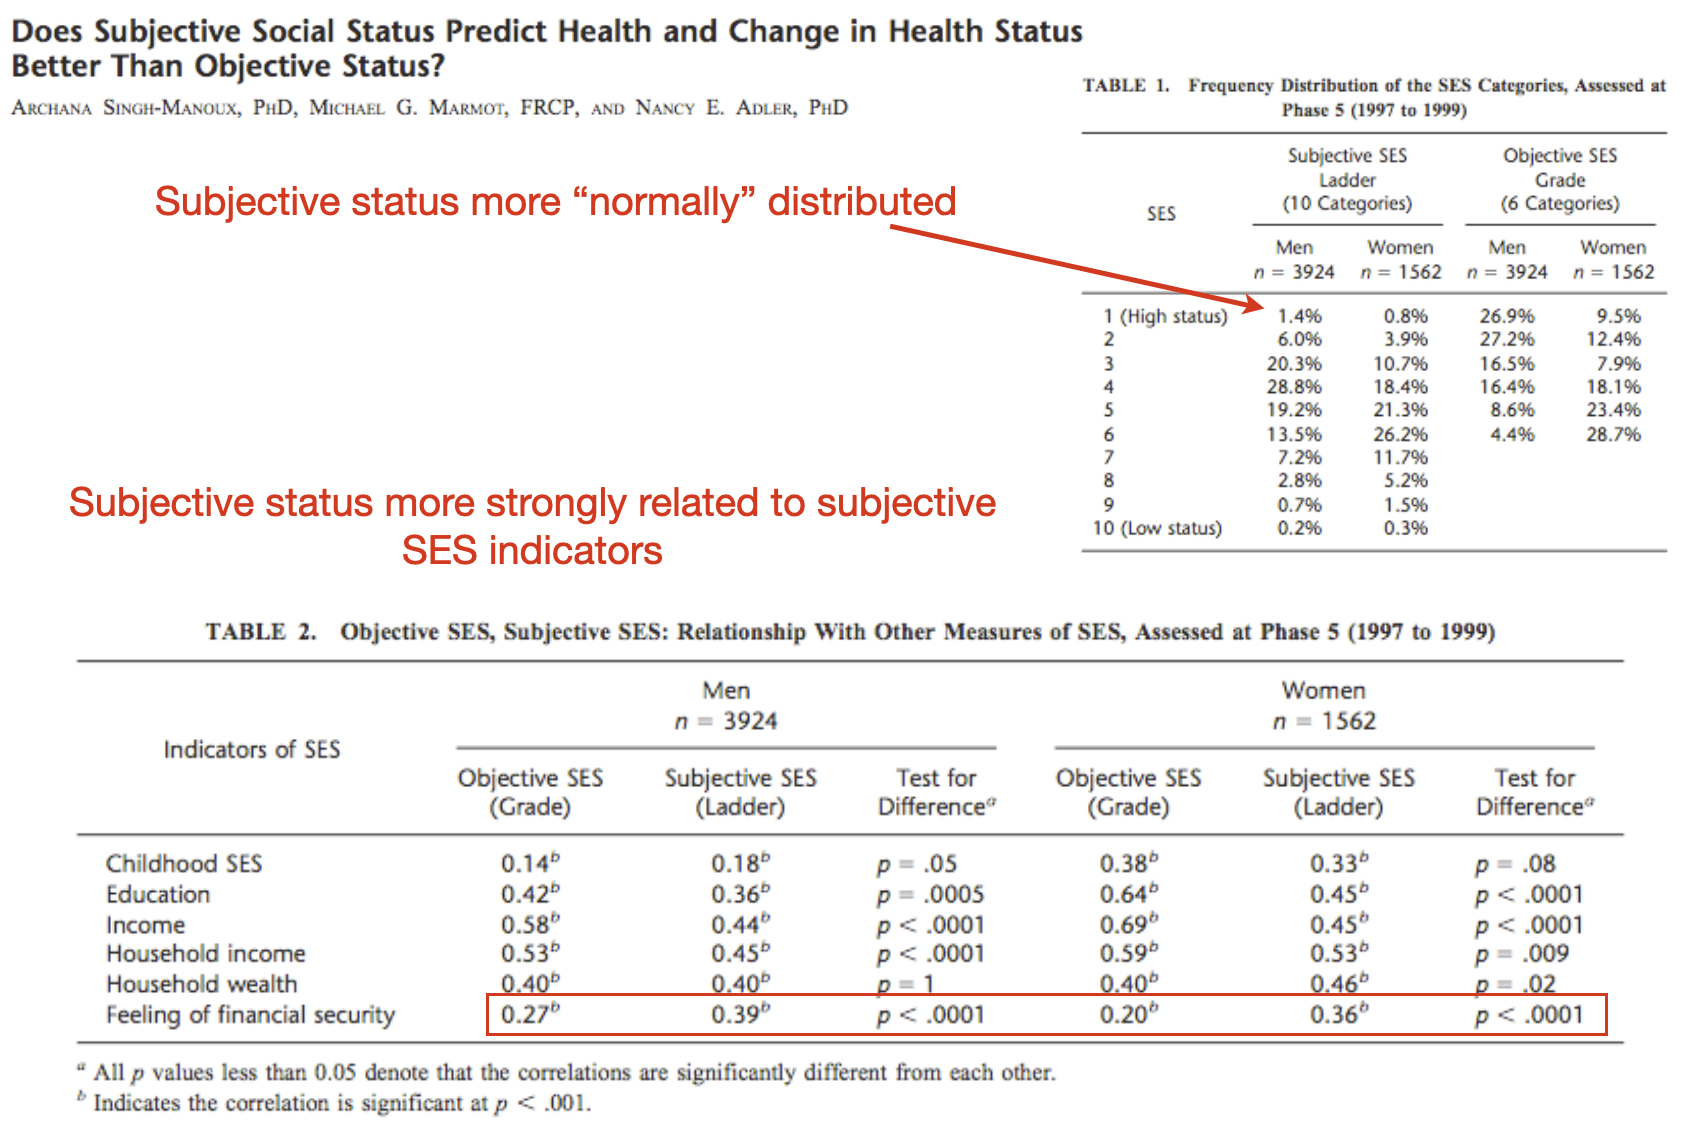 Does Subjective Social Status Predict Health and Change in Health Status
Better Than Objective Status?
Archana Singh-Manoux, PhD, Michael G. Marmot, FRCP, and Nancy E. Adler, PhD
Subjective status more “normally” distributed
TABLE 1. Frequency Distribution of the SES Categories, Assessed at
Phase 5 (1997 to 1999)
SES
Subjective SES
Ladder
(10 Categories)
Objective SES
Grade
(6 Categories)
Men Women Men Women
n = 3924 n = 1562 n = 3924 n = 1562
1 (High status) 1.4% 0.8% 26.9% 9.5%
2 6.0% 3.9% 27.2% 12.4%
3 20.3% 10.7% 16.5% 7.9%
4 28.8% 18.4% 16.4% 18.1%
5 19.2% 21.3% 8.6% 23.4%
6 13.5% 26.2% 4.4% 28.7%
7 7.2% 11.7%
8 2.8% 5.2%
9 0.7% 1.5%
10 (Low status) 0.2% 0.3%
Subjective status more strongly related to subjective
SES indicators
TABLE 2. Objective SES, Subjective SES: Relationship With Other Measures of SES, Assessed at Phase 5 (1997 to 1999)
Indicators of SES
Men
n = 3924
Women
n = 1562
Objective SES Subjective SES Test for Objective SES Subjective SES Test for
(Grade) (Ladder) Difference^a (Grade) (Ladder) Difference^a
Childhood SES 0.14^b 0.18^b p = .05 0.38^b 0.33^b p = .08
Education 0.42^b 0.36^b p = .0005 0.64^b 0.45^b p < .0001
Income 0.58^b 0.44^b p < .0001 0.69^b 0.45^b p < .0001
Household income 0.53^b 0.45^b p < .0001 0.59^b 0.53^b p = .009
Household wealth 0.40^b 0.40^b p = 1 0.40^b 0.46^b p = .02
Feeling of financial security 0.27^b 0.39^b p < .0001 0.20^b 0.36^b p < .0001
^a All p values less than 0.05 denote that the correlations are significantly different from each other.
^b Indicates the correlation is significant at p < .001.